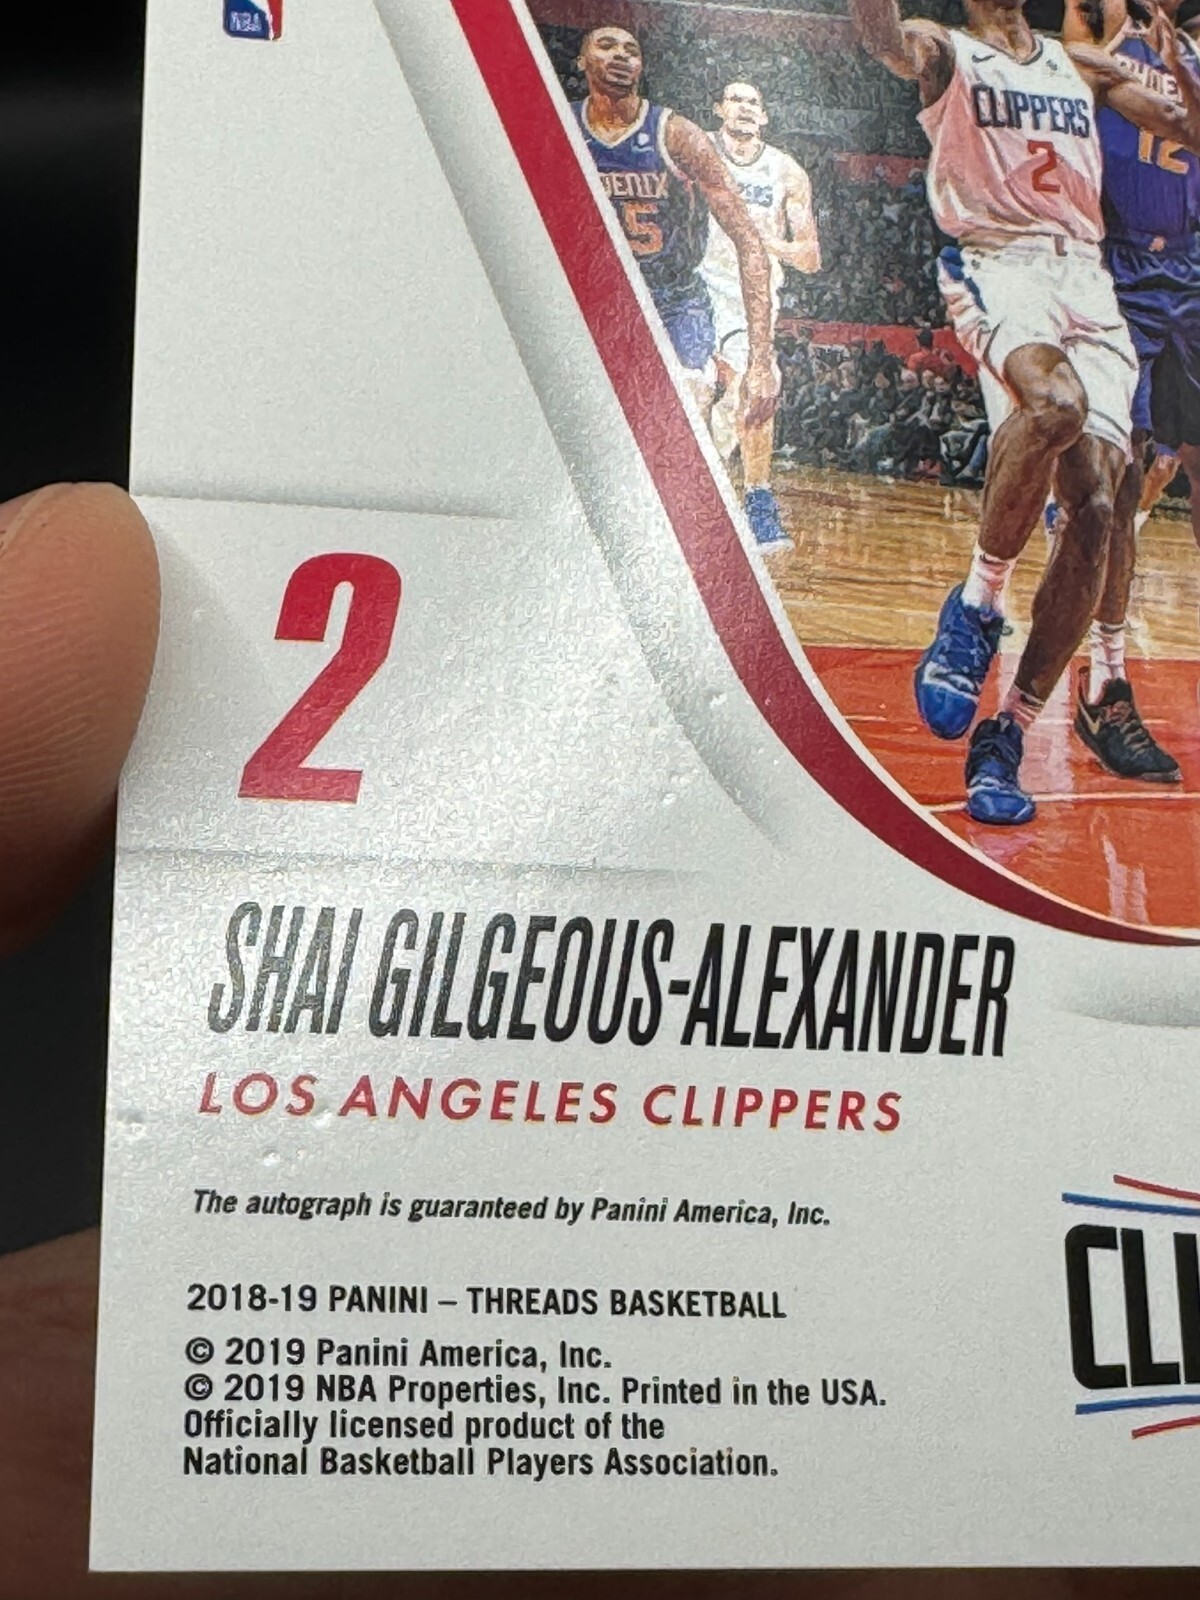 NBA
CLIPPERS
2
12
5
2
SHAI GILGEOUS-ALEXANDER
LOS ANGELES CLIPPERS
The autograph is guaranteed by Panini America, Inc.
CLI
2018-19 PANINI – THREADS BASKETBALL
© 2019 Panini America, Inc.
© 2019 NBA Properties, Inc. Printed in the USA.
Officially licensed product of the
National Basketball Players Association.